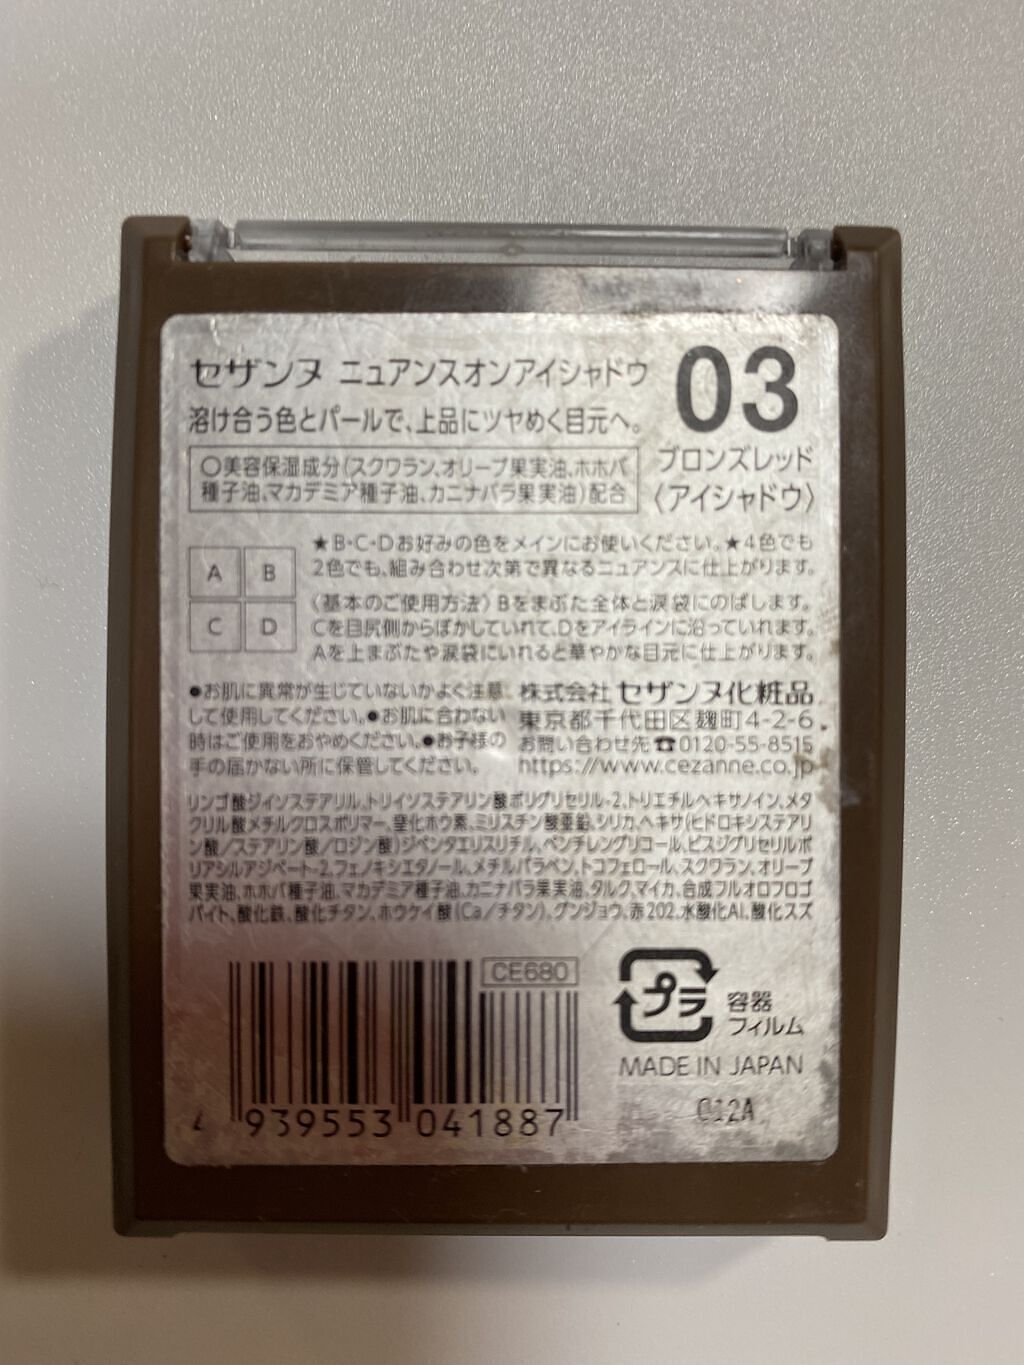 セザンヌ ニュアンスオンアイシャドウ
03
溶け合う色とパールで、上品にツヤめく目元へ。
ブロンズレッド
〈アイシャドウ〉
○美容保湿成分(スクワラン、オリーブ果実油、ホホバ
種子油、マカデミア種子油、カニナバラ果実油)配合
A B
C D
★B・C・Dお好みの色をメインにお使いください。★4色でも
2色でも、組み合わせ次第で異なるニュアンスに仕上がります。
〈基本のご使用方法〉Bをまぶた全体と涙袋にのばします。
Cを目尻側からぼかしていれて、Dをアイラインに沿っていれます。
Aを上まぶたや涙袋にいれると華やかな目元に仕上がります。
●お肌に異常が生じていないかよく注意
して使用してください。●お肌に合わない
時はご使用をおやめください。●お子様の
手の届かない所に保管してください。
株式会社 セザンヌ化粧品
東京都千代田区麹町4-2-6
お問い合わせ先☎0120-55-8515
https://www.cezanne.co.jp
リンゴ酸ジイソステアリル、トリイソステアリン酸ポリグリセリル-2、トリエチルヘキサノイン、メタ
クリル酸メチルクロスポリマー、窒化ホウ素、ミリスチン酸亜鉛、シリカ、ヘキサ(ヒドロキシステアリ
ン酸/ステアリン酸/ロジン酸)ジペンタエリスリチル、ペンチレングリコール、ビスジグリセリルポ
リアシルアジペート-2、フェノキシエタノール、メチルパラベン、トコフェロール、スクワラン、オリーブ
果実油、ホホバ種子油、マカデミア種子油、カニナバラ果実油、タルク、マイカ、合成フルオロフロゴ
パイト、酸化鉄、酸化チタン、ホウケイ酸(Ca/チタン)、グンジョウ、赤202、水酸化Al、酸化スズ
CE680
プラ
容器
フィルム
MADE IN JAPAN
939553 041887
012A